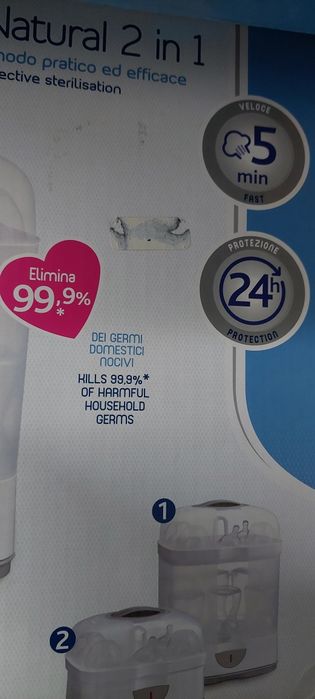 Natural 2 in 1
modo pratico ed efficace
ective sterilisation
VELOCE
5
min
FAST
PROTEZIONE
24h
PROTECTION
Elimina
99,9%*
DEI GERMI
DOMESTICI
NOCIVI
KILLS 99,9%*
OF HARMFUL
HOUSEHOLD
GERMS
1
2